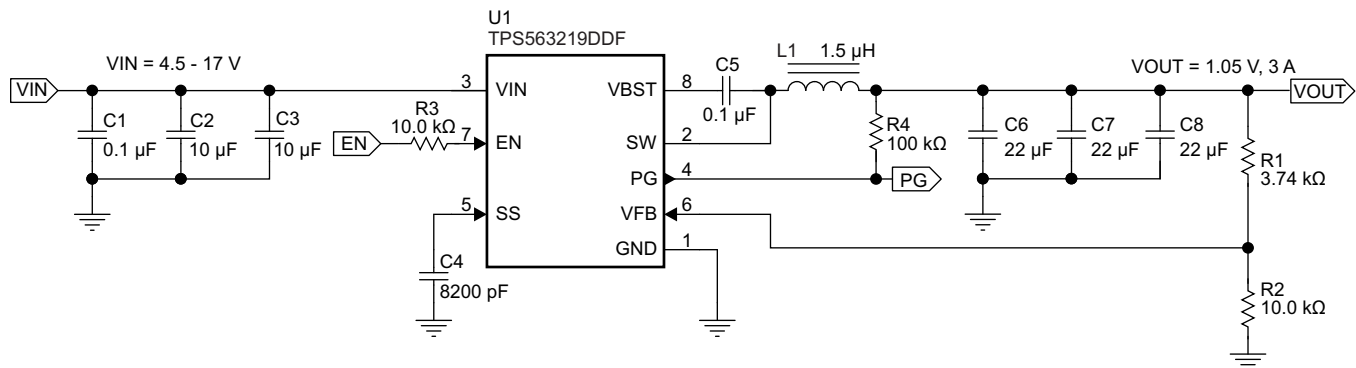 U1
TPS563219DDF
VIN
VIN = 4.5 - 17 V
C1
0.1 µF
C2
10 µF
C3
10 µF
EN
R3
10.0 kΩ
3
VIN
7
EN
5
SS
C4
8200 pF
VBST
8
SW
2
PG
4
VFB
6
GND
1
C5
0.1 µF
L1
1.5 µH
R4
100 kΩ
PG
C6
22 µF
C7
22 µF
C8
22 µF
VOUT = 1.05 V, 3 A
VOUT
R1
3.74 kΩ
R2
10.0 kΩ